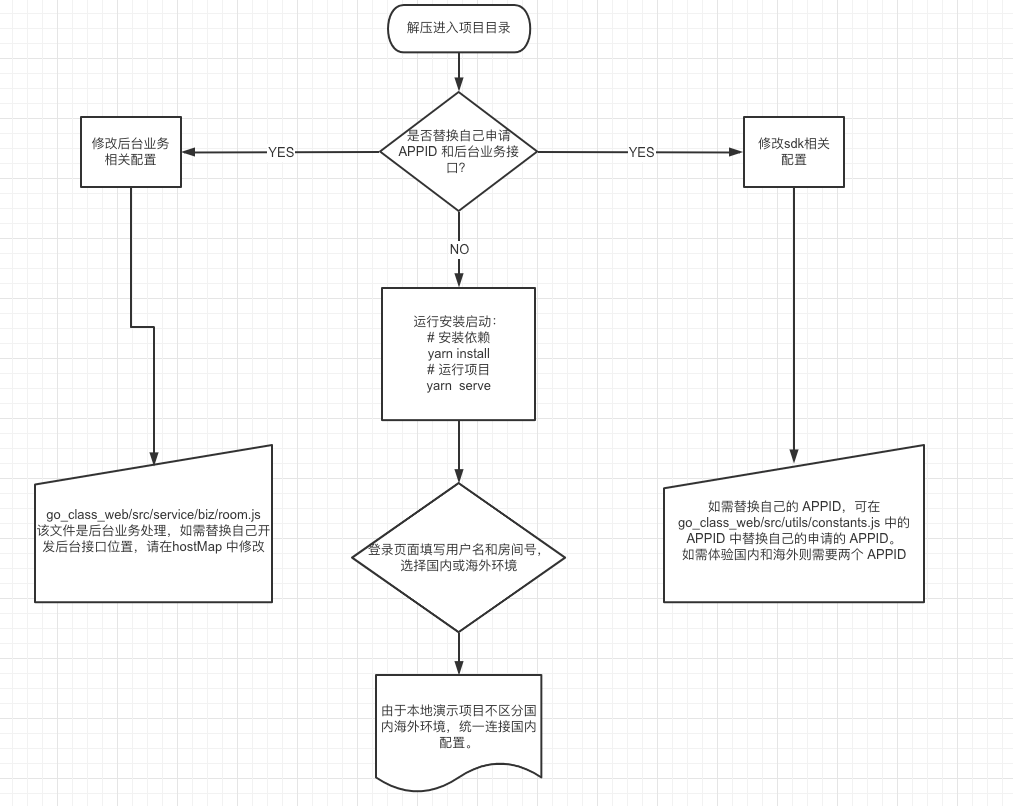 解压进入项目目录
是否替换自己申请
APPID 和后台业务接
口?
YES
YES
修改后台业务
相关配置
修改sdk相关
配置
NO
运行安装启动:
# 安装依赖
yarn install
# 运行项目
yarn  serve
go_class_web/src/service/biz/room.js
该文件是后台业务处理，如需替换自己开
发后台接口位置，请在hostMap 中修改
登录页面填写用户名和房间号，
选择国内或海外环境
如需替换自己的 APPID，可在
go_class_web/src/utils/constants.js 中的
APPID 中替换自己的申请的 APPID。
如需体验国内和海外则需要两个 APPID
由于本地演示项目不区分国
内海外环境，统一连接国内
配置。